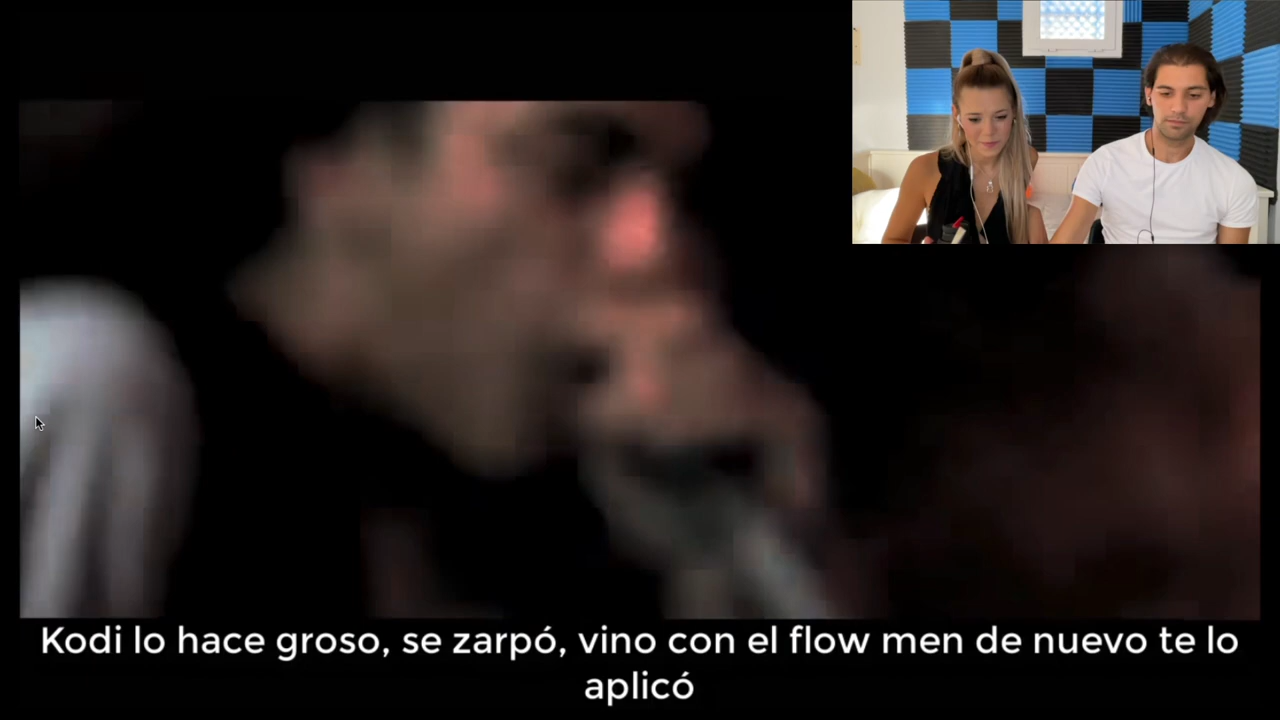 Kodi lo hace groso, se zarpó, vino con el flow men de nuevo te lo
aplicó